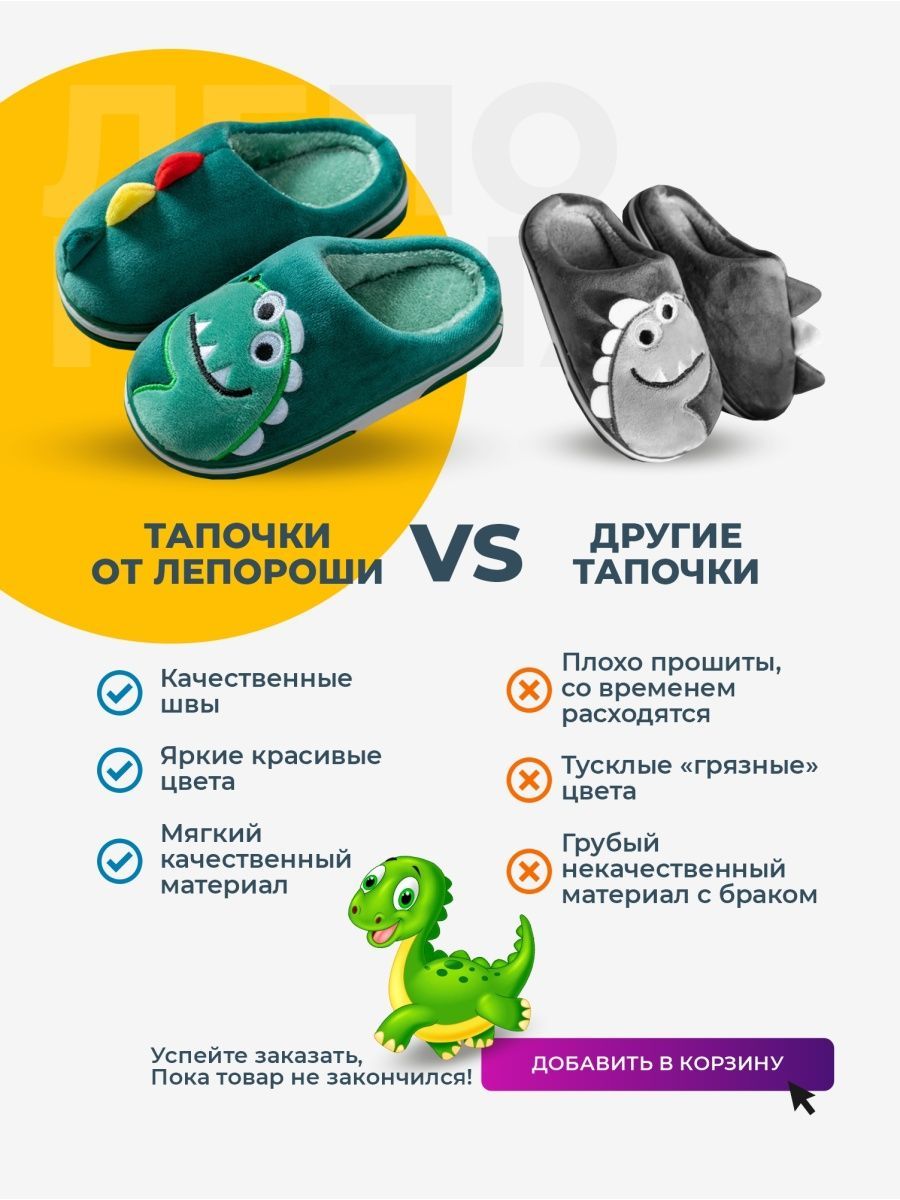 ЛЕПО
ТАПОЧКИ
ОТ ЛЕПОРОШИ
VS
ДРУГИЕ
ТАПОЧКИ
Качественные
швы
Яркие красивые
цвета
Мягкий
качественный
материал
Плохо прошиты,
со временем
расходятся
Тусклые «грязные»
цвета
Грубый
некачественный
материал с браком
Успейте заказать,
Пока товар не закончился!
ДОБАВИТЬ В КОРЗИНУ